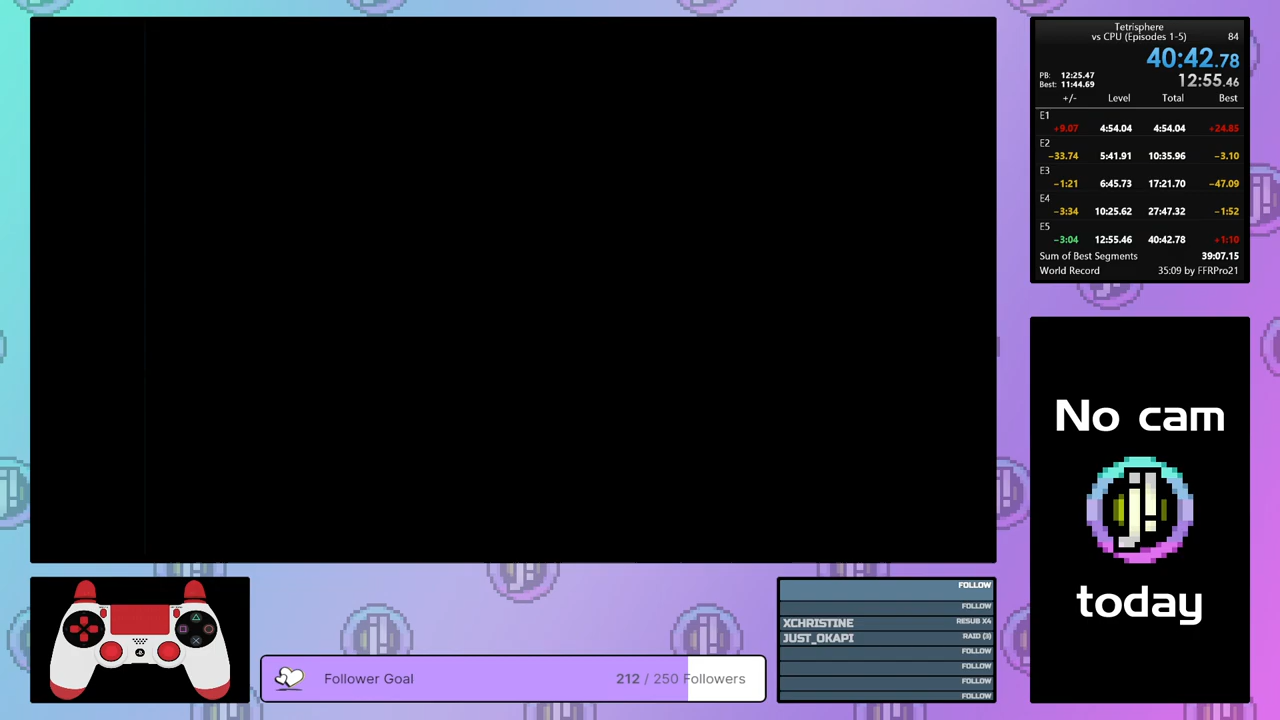 Tetrisphere
vs CPU (Episodes 1-5) 84
40:42.78
PB: 12:25.47
Best: 11:44.69
12:55.46
+/- Level Total Best
E1
+9.07 4:54.04 4:54.04 +24.85
E2
−33.74 5:41.91 10:35.96 −3.10
E3
−1:21 6:45.73 17:21.70 −47.09
E4
−3:34 10:25.62 27:47.32 −1:52
E5
−3:04 12:55.46 40:42.78 +1:10
Sum of Best Segments 39:07.15
World Record 35:09 by FFRPro21
No cam
today
Follower Goal 212 / 250 Followers
FOLLOW
FOLLOW
XCHRISTINE RESUB X4
JUST_OKAPI RAID (3)
FOLLOW
FOLLOW
FOLLOW
FOLLOW